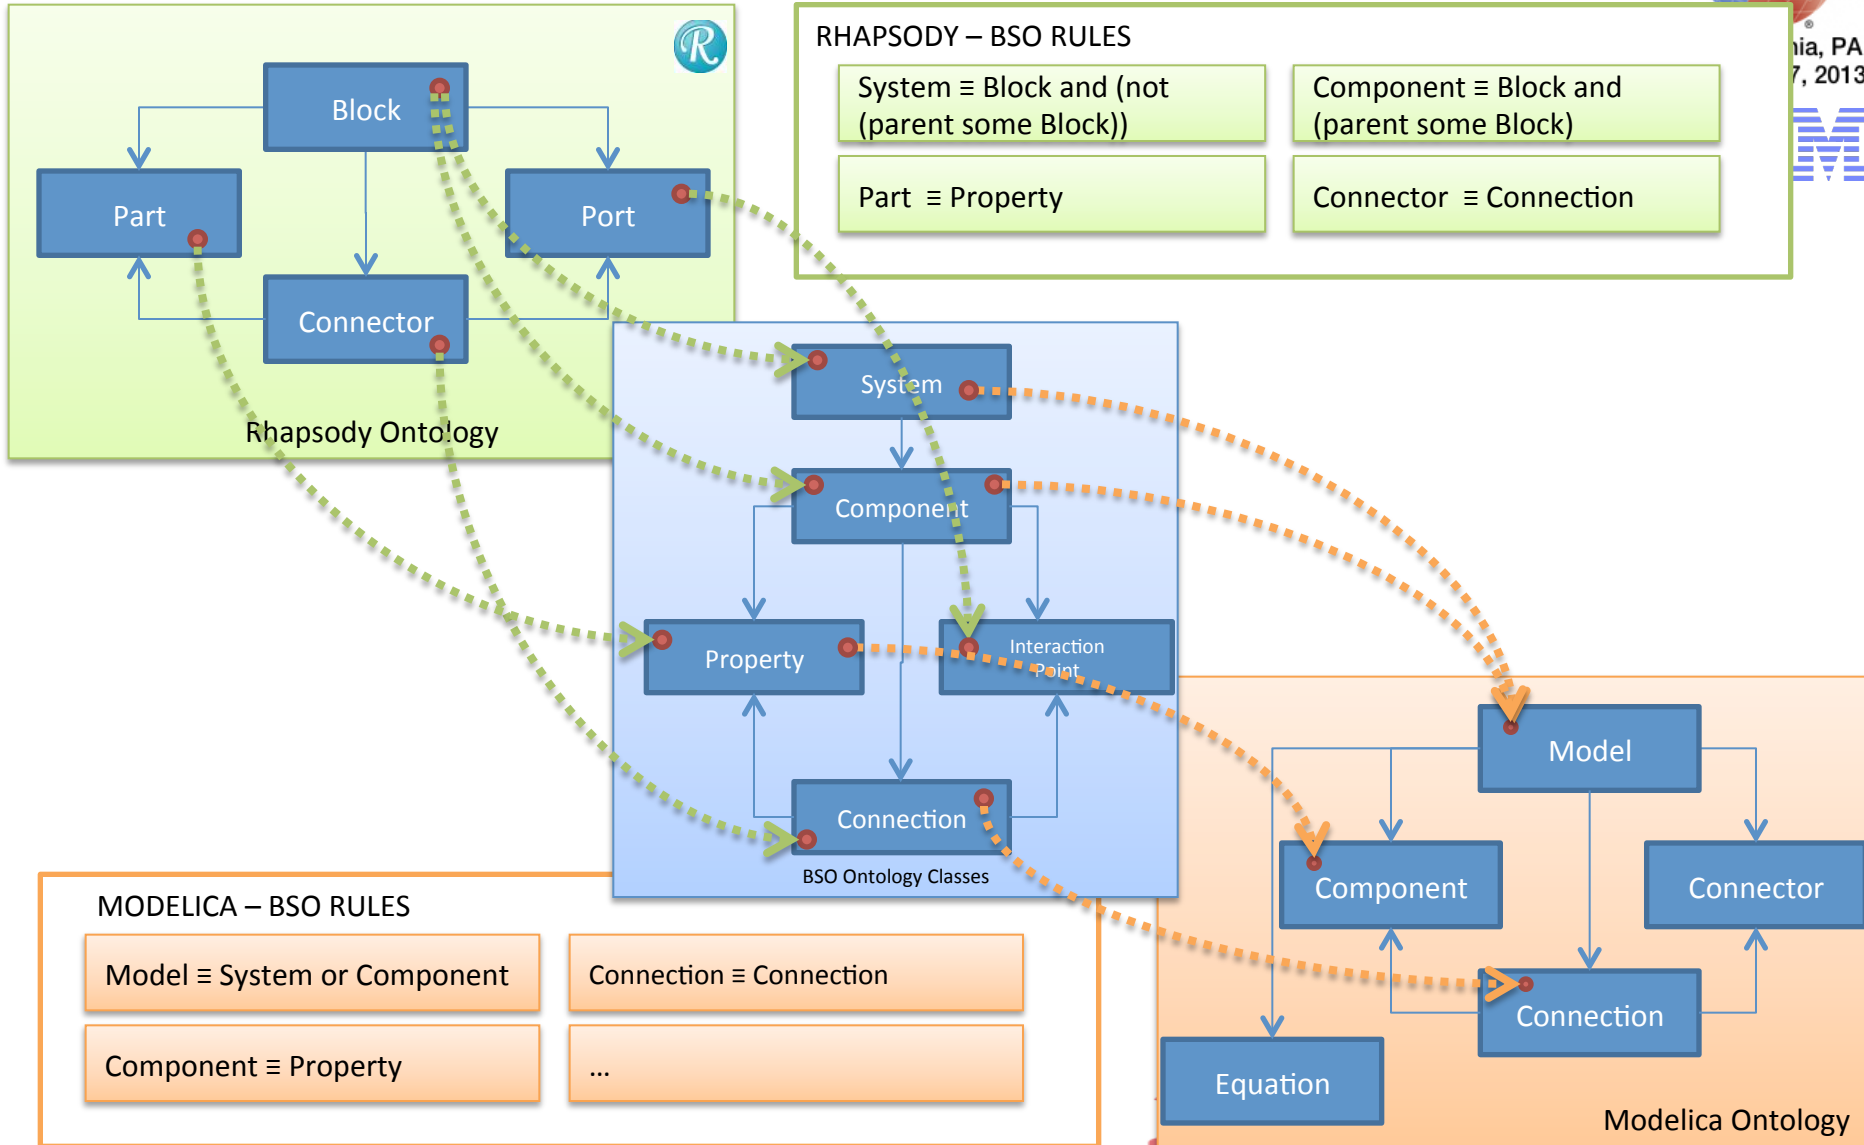 RHAPSODY – BSO RULES
System ≡ Block and (not
(parent some Block))
Component ≡ Block and
(parent some Block)
Part ≡ Property
Connector ≡ Connection
PA
2013
R
Block
Part
Port
Connector
Rhapsody Ontology
System
Component
Property
Interaction
Point
Connection
BSO Ontology Classes
MODELICA – BSO RULES
Model ≡ System or Component
Connection ≡ Connection
Component ≡ Property
...
Model
Component
Connector
Connection
Equation
Modelica Ontology